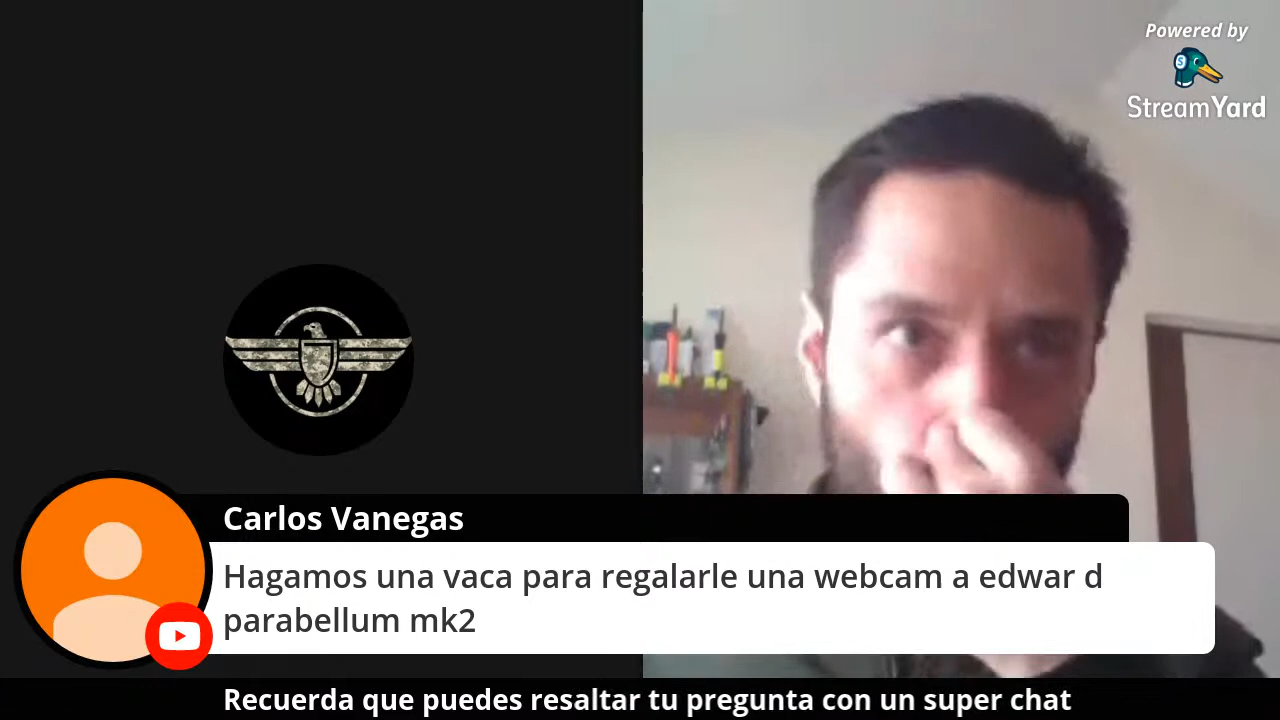 Powered by
StreamYard
Carlos Vanegas
Hagamos una vaca para regalarle una webcam a edwar d
parabellum mk2
Recuerda que puedes resaltar tu pregunta con un super chat